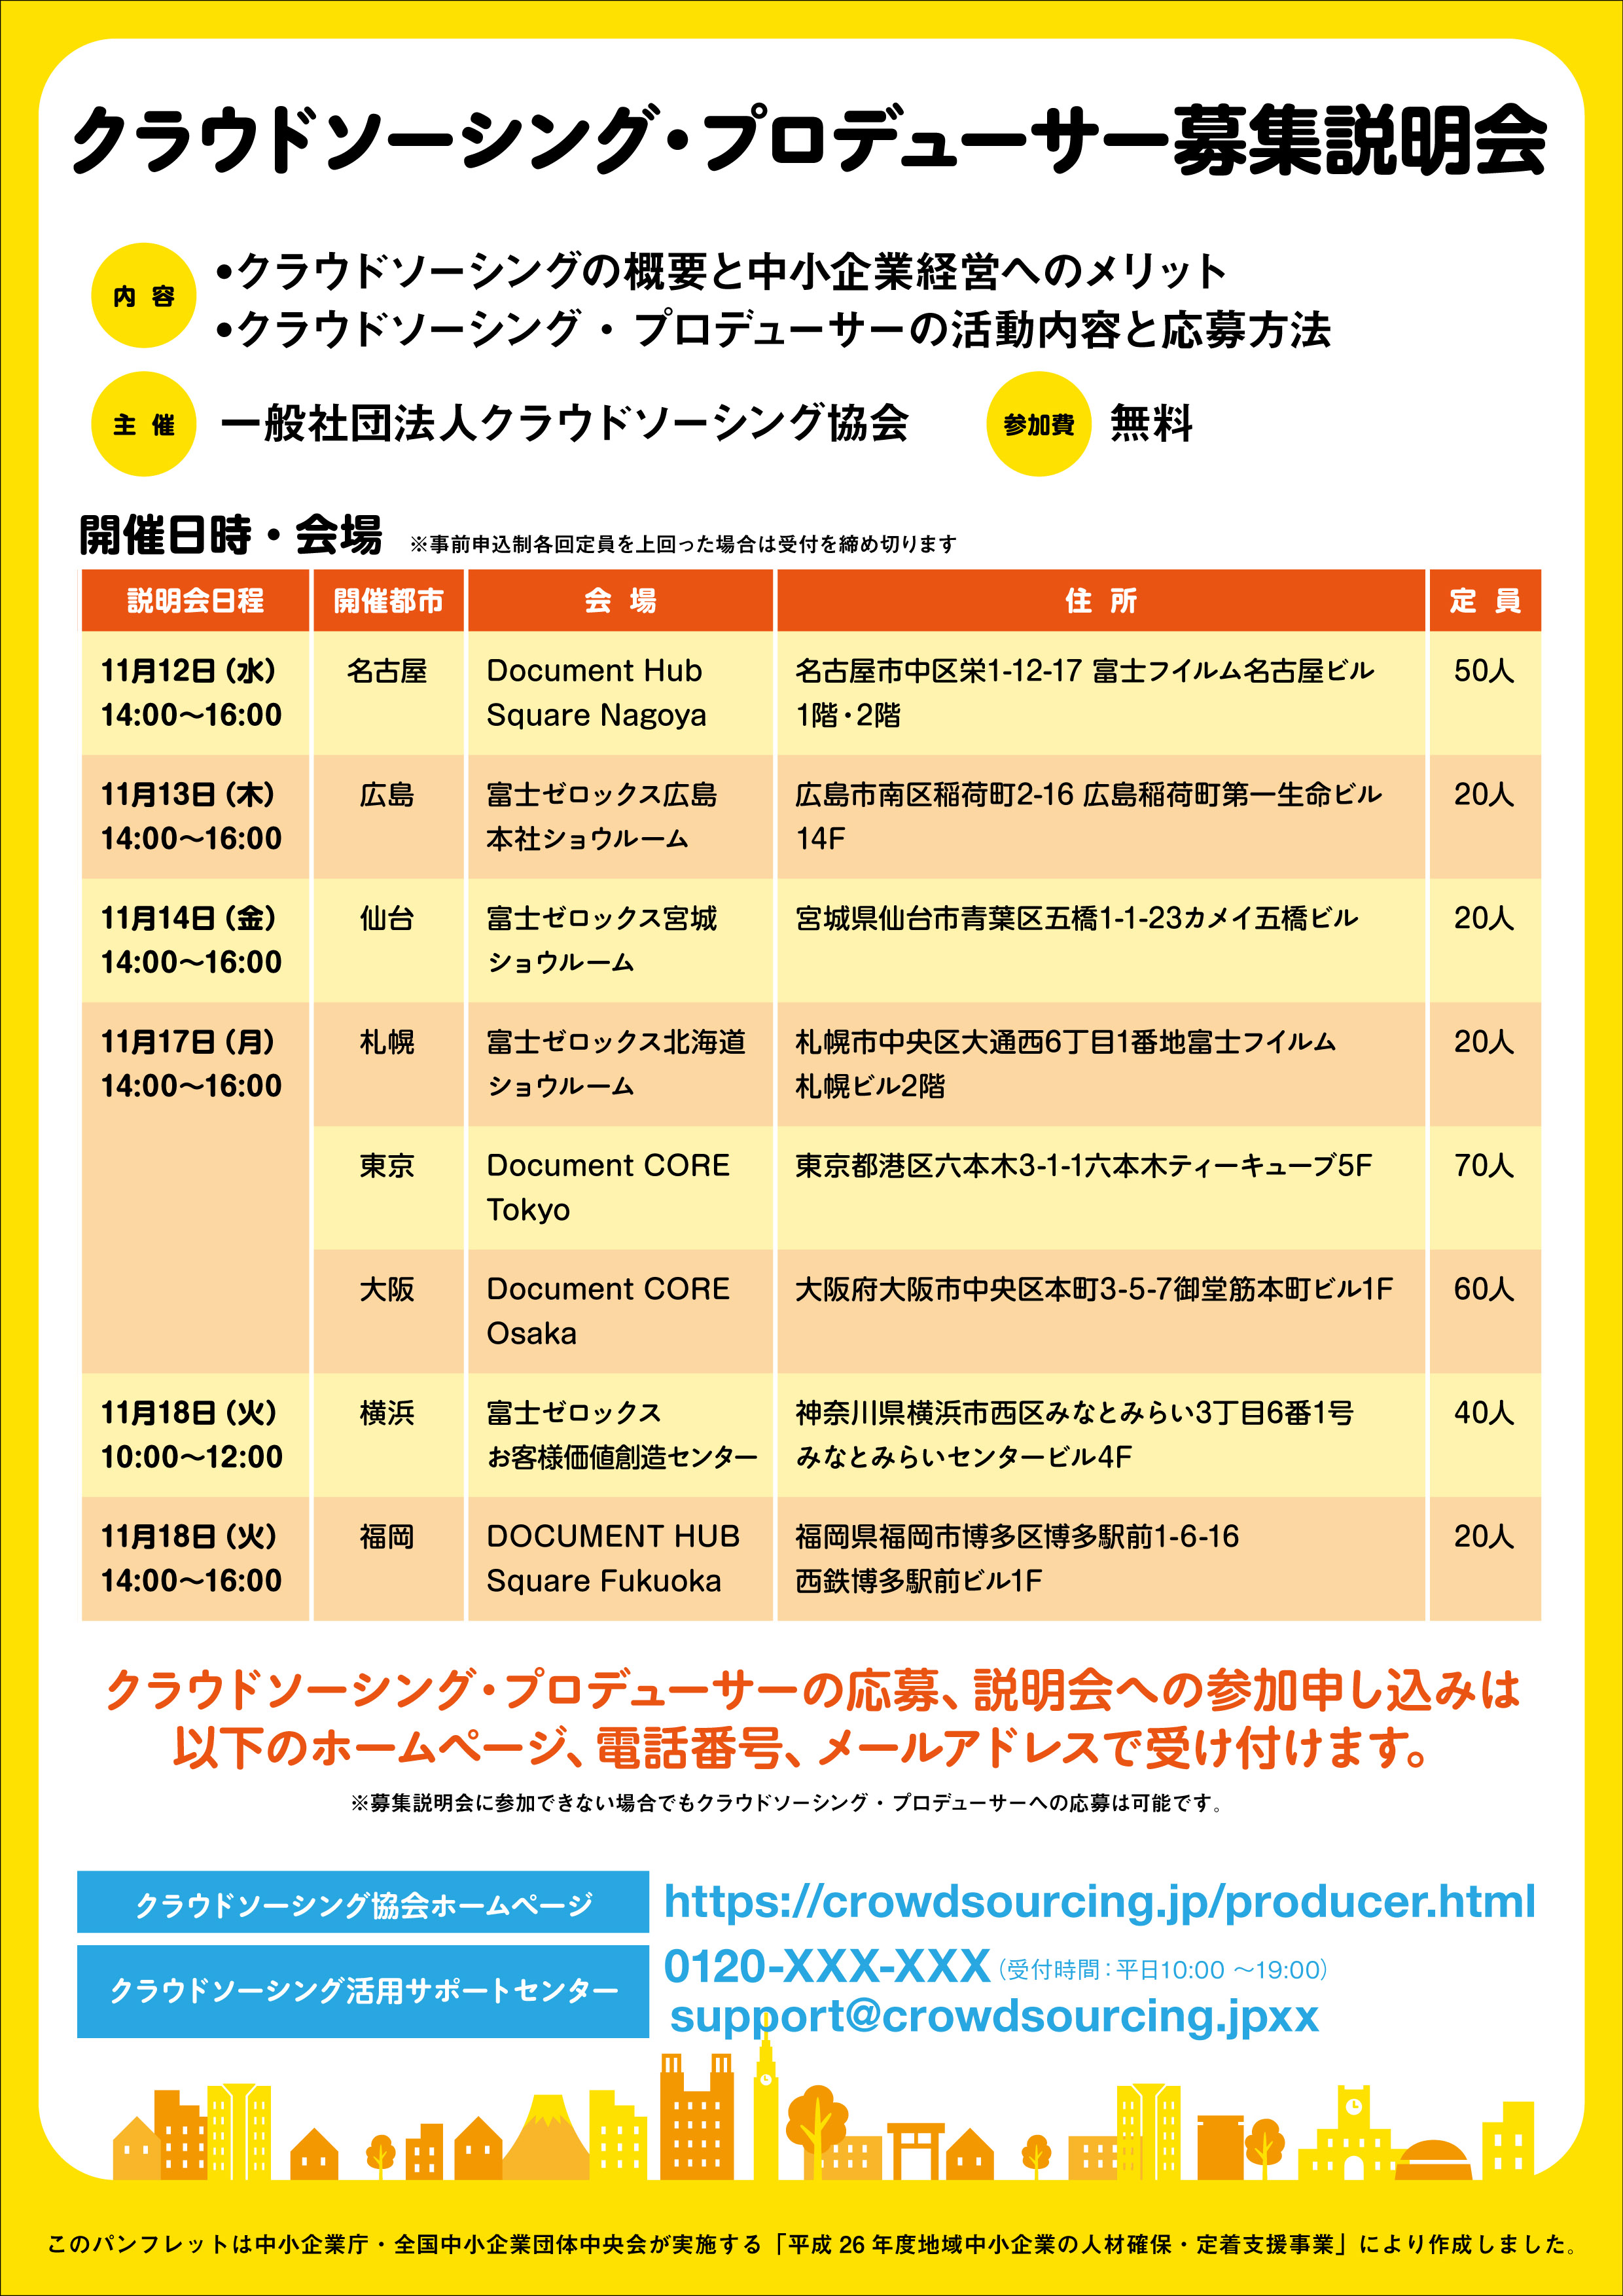 クラウドソーシング・プロデューサー募集説明会
内容
•クラウドソーシングの概要と中小企業経営へのメリット
•クラウドソーシング・プロデューサーの活動内容と応募方法
主催
一般社団法人クラウドソーシング協会
参加費
無料
開催日時・会場 ※事前申込制各回定員を上回った場合は受付を締め切ります
説明会日程 開催都市 会場 住所 定員
11月12日（水） 名古屋 Document Hub 名古屋市中区栄1-12-17 富士フイルム名古屋ビル 50人
14:00〜16:00 Square Nagoya 1階・2階
11月13日（木） 広島 富士ゼロックス広島 広島市南区稲荷町2-16 広島稲荷町第一生命ビル 20人
14:00〜16:00 本社ショウルーム 14F
11月14日（金） 仙台 富士ゼロックス宮城 宮城県仙台市青葉区五橋1-1-23カメイ五橋ビル 20人
14:00〜16:00 ショウルーム
11月17日（月） 札幌 富士ゼロックス北海道 札幌市中央区大通西6丁目1番地富士フイルム 20人
14:00〜16:00 ショウルーム 札幌ビル2階
東京 Document CORE 東京都港区六本木3-1-1六本木ティーキューブ5F 70人
Tokyo
大阪 Document CORE 大阪府大阪市中央区本町3-5-7御堂筋本町ビル1F 60人
Osaka
11月18日（火） 横浜 富士ゼロックス 神奈川県横浜市西区みなとみらい3丁目6番1号 40人
10:00〜12:00 お客様価値創造センター みなとみらいセンタービル4F
11月18日（火） 福岡 DOCUMENT HUB 福岡県福岡市博多区博多駅前1-6-16 20人
14:00〜16:00 Square Fukuoka 西鉄博多駅前ビル1F
クラウドソーシング・プロデューサーの応募、説明会への参加申し込みは
以下のホームページ、電話番号、メールアドレスで受け付けます。
※募集説明会に参加できない場合でもクラウドソーシング・プロデューサーへの応募は可能です。
クラウドソーシング協会ホームページ https://crowdsourcing.jp/producer.html
クラウドソーシング活用サポートセンター
0120-XXX-XXX（受付時間：平日10:00 〜19:00）
support@crowdsourcing.jpxx
このパンフレットは中小企業庁・全国中小企業団体中央会が実施する「平成 26 年度地域中小企業の人材確保・定着支援事業」により作成しました。